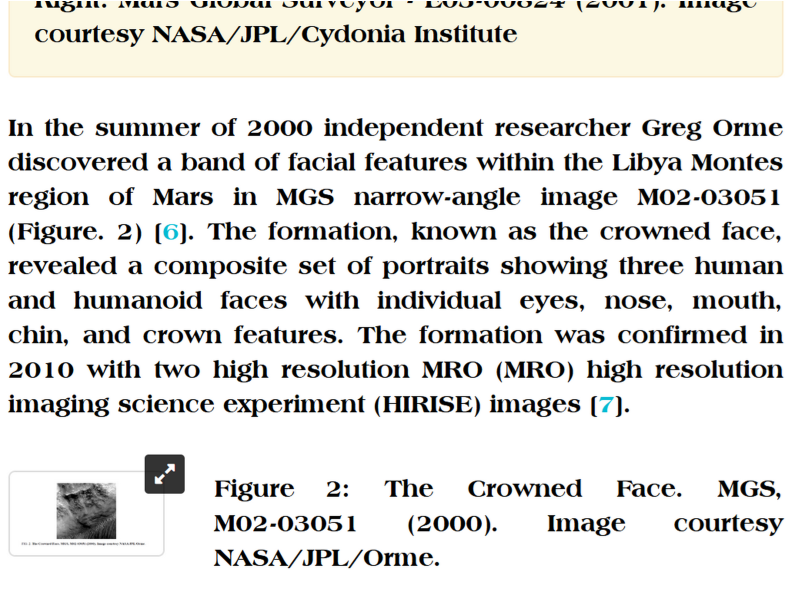 Right: Mars Global Surveyor - E03-00824 (2001). Image
courtesy NASA/JPL/Cydonia Institute
In the summer of 2000 independent researcher Greg Orme
discovered a band of facial features within the Libya Montes
region of Mars in MGS narrow-angle image M02-03051
(Figure. 2) [6]. The formation, known as the crowned face,
revealed a composite set of portraits showing three human
and humanoid faces with individual eyes, nose, mouth,
chin, and crown features. The formation was confirmed in
2010 with two high resolution MRO (MRO) high resolution
imaging science experiment (HIRISE) images [7].
Figure 2: The Crowned Face. MGS,
M02-03051 (2000). Image courtesy
NASA/JPL/Orme.